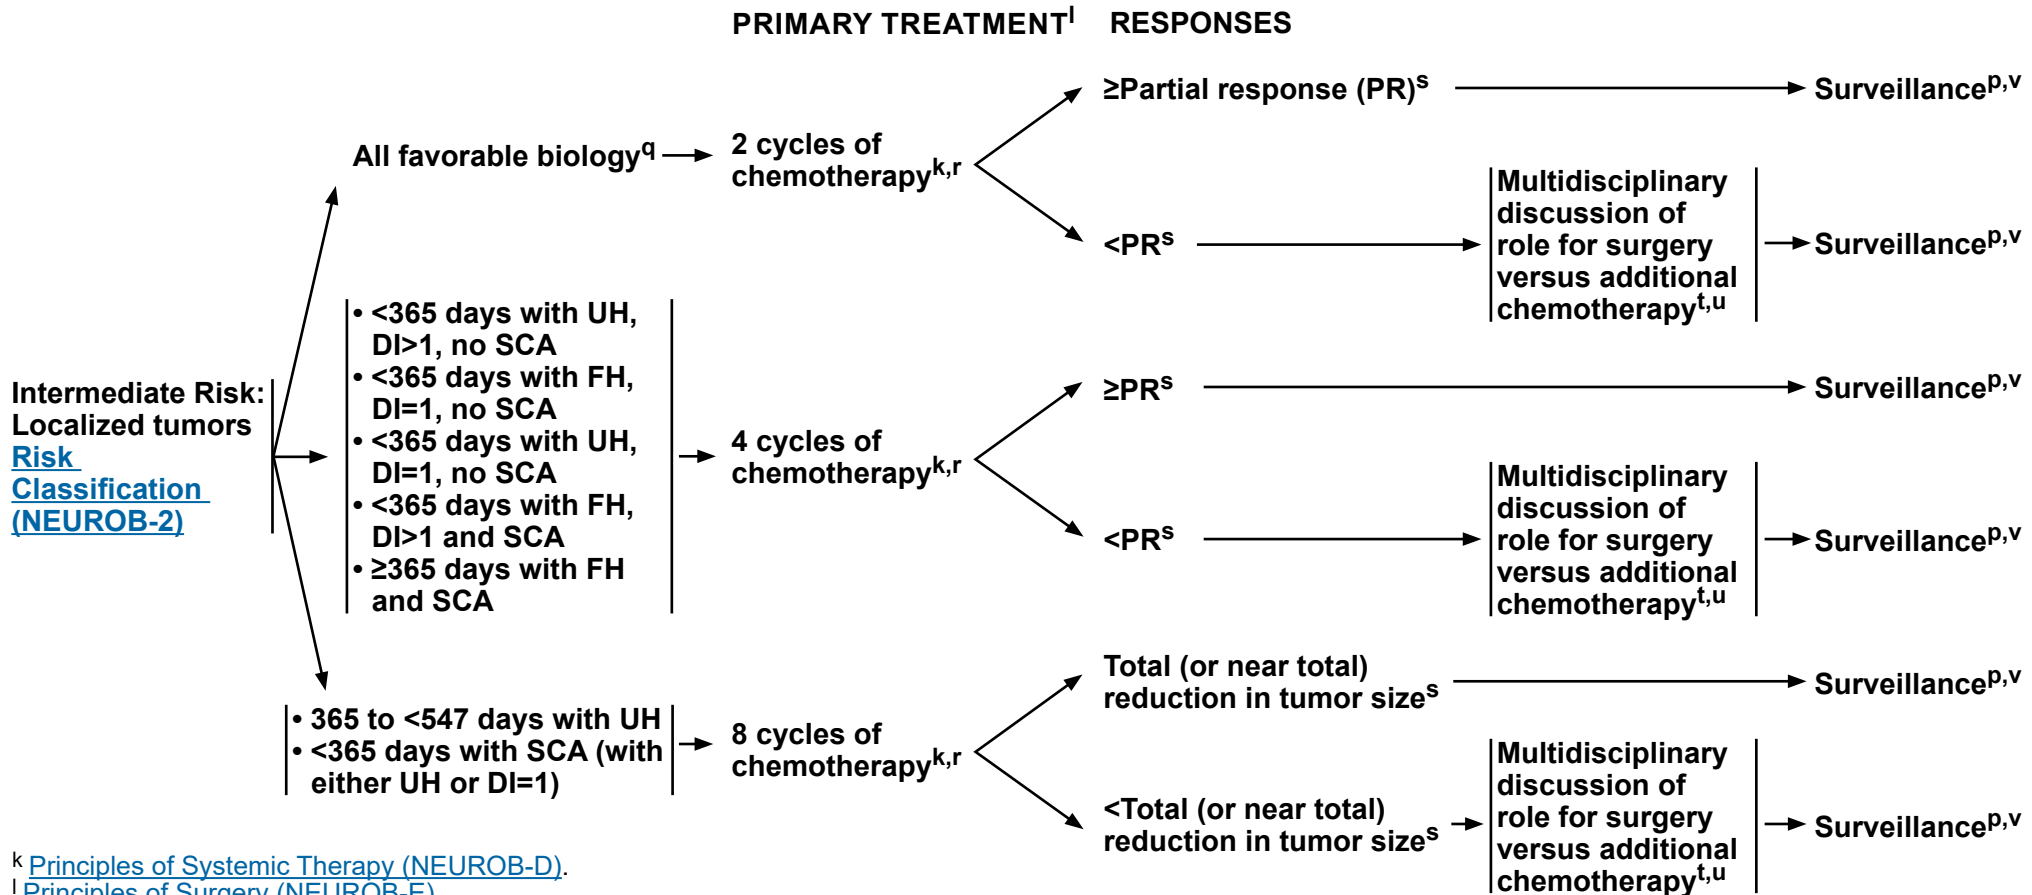 PRIMARY TREATMENTl RESPONSES
Intermediate Risk:
Localized tumors
Risk
Classification
(NEUROB-2)
All favorable biologyq
2 cycles of
chemotherapyk,r
≥Partial response (PR)s
Surveillancep,v
<PRs
Multidisciplinary
discussion of
role for surgery
versus additional
chemotherapyt,u
Surveillancep,v
• <365 days with UH,
DI>1, no SCA
• <365 days with FH,
DI=1, no SCA
• <365 days with UH,
DI=1, no SCA
• <365 days with FH,
DI>1 and SCA
• ≥365 days with FH
and SCA
4 cycles of
chemotherapyk,r
≥PRs
Surveillancep,v
<PRs
Multidisciplinary
discussion of
role for surgery
versus additional
chemotherapyt,u
Surveillancep,v
• 365 to <547 days with UH
• <365 days with SCA (with
either UH or DI=1)
8 cycles of
chemotherapyk,r
Total (or near total)
reduction in tumor sizes
Surveillancep,v
<Total (or near total)
reduction in tumor sizes
Multidisciplinary
discussion of
role for surgery
versus additional
chemotherapyt,u
Surveillancep,v
k Principles of Systemic Therapy (NEUROB-D).
l Principles of Surgery (NEUROB-E)